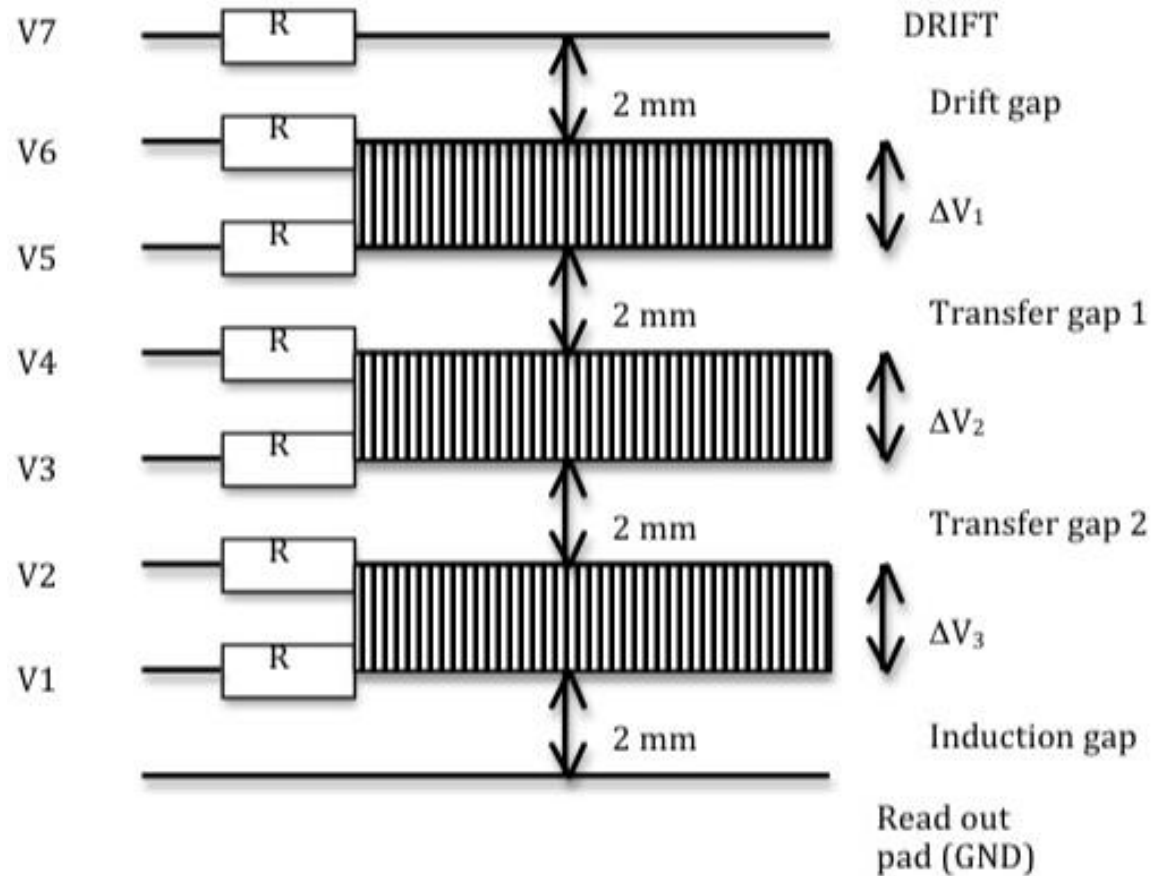 V7 R DRIFT
2 mm Drift gap
V6 R
ΔV₁
V5 R
2 mm Transfer gap 1
V4 R
ΔV₂
V3 R
2 mm Transfer gap 2
V2 R
ΔV₃
V1 R
2 mm Induction gap
Read out
pad (GND)